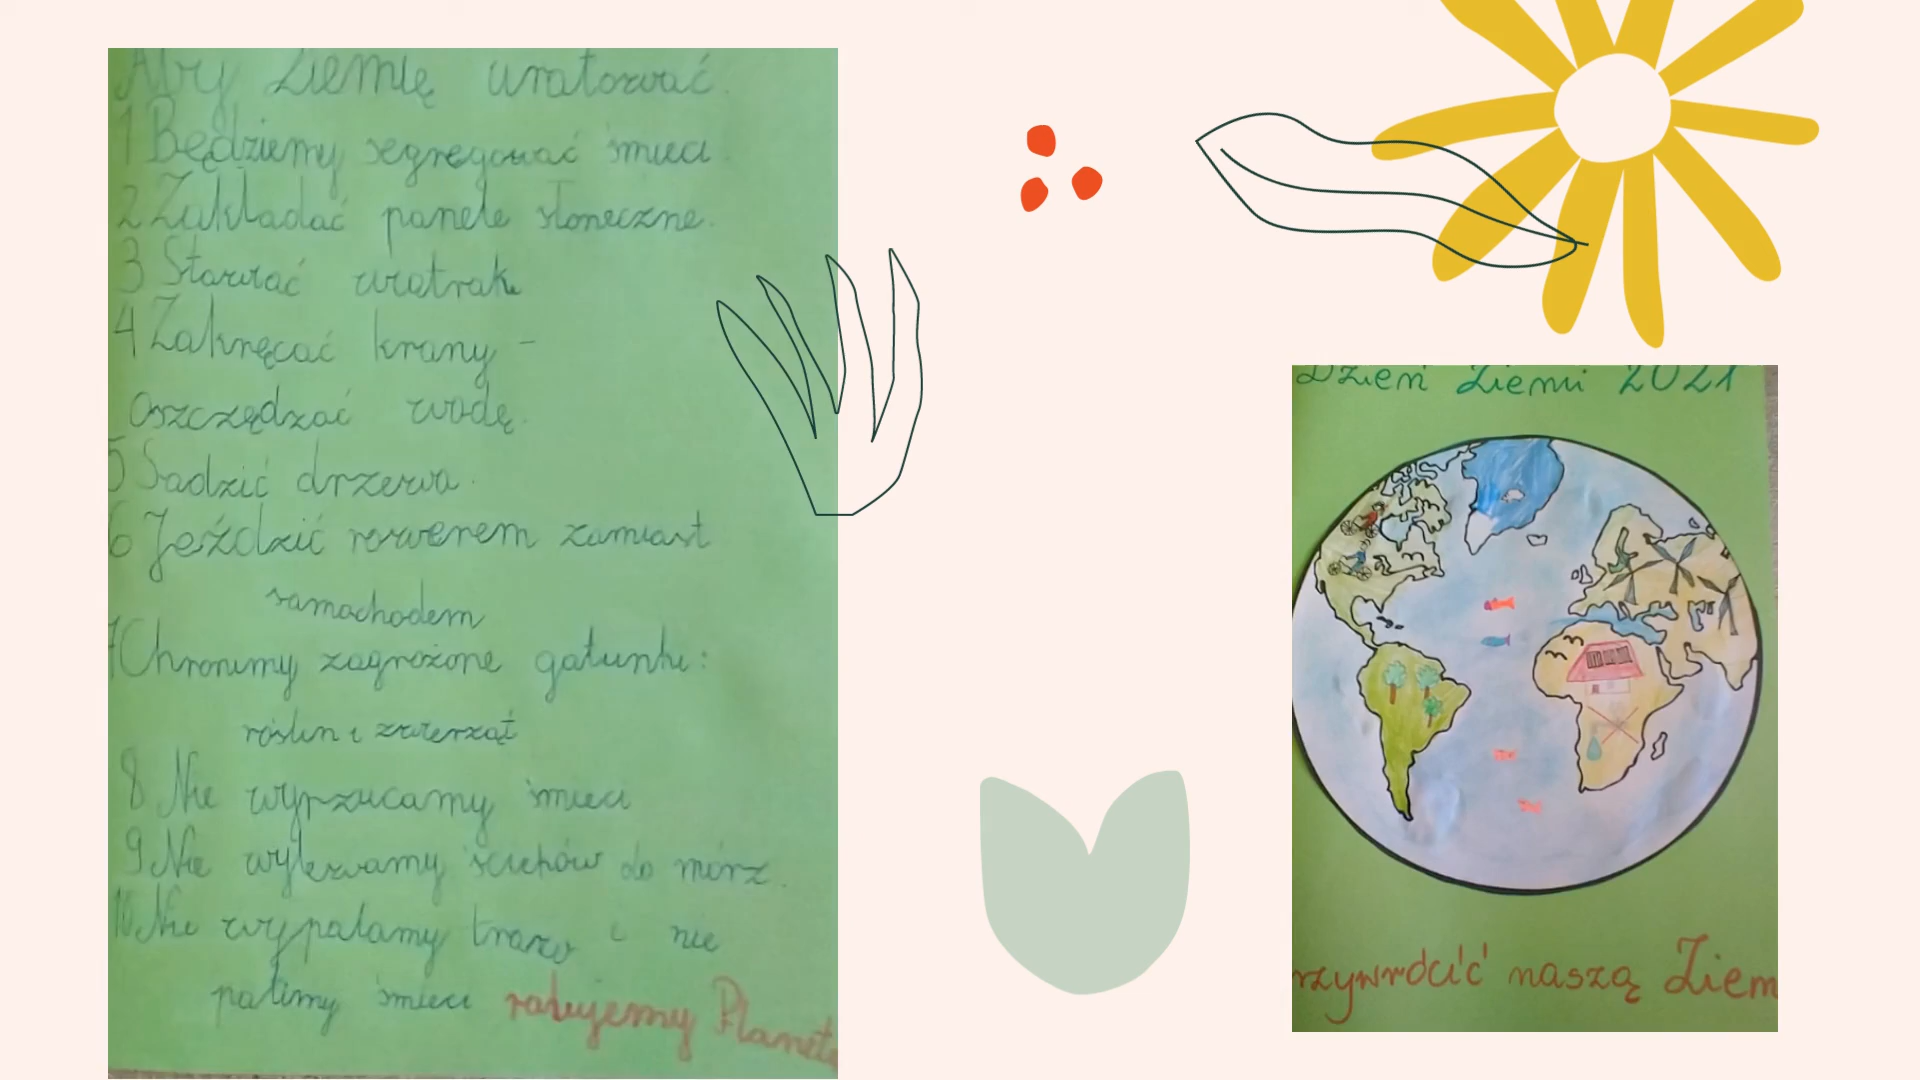 Aby Ziemię uratować.
1 Będziemy segregować śmieci.
2 Zakładać panele słoneczne.
3 Stawiać wiatraki
4 Zakręcać krany -
oszczędzać wodę.
5 Sadzić drzewa.
6 Jeździć rowerem zamiast
samochodem
7 Chronimy zagrożone gatunki:
roślin i zwierząt
8 Nie wyrzucamy śmieci
9 Nie wylewamy ścieków do mórz.
10 Nie wypalamy traw i nie
palimy śmieci ratujemy Planetę
Dzień Ziemi 2021
rzywrócić naszą Ziem